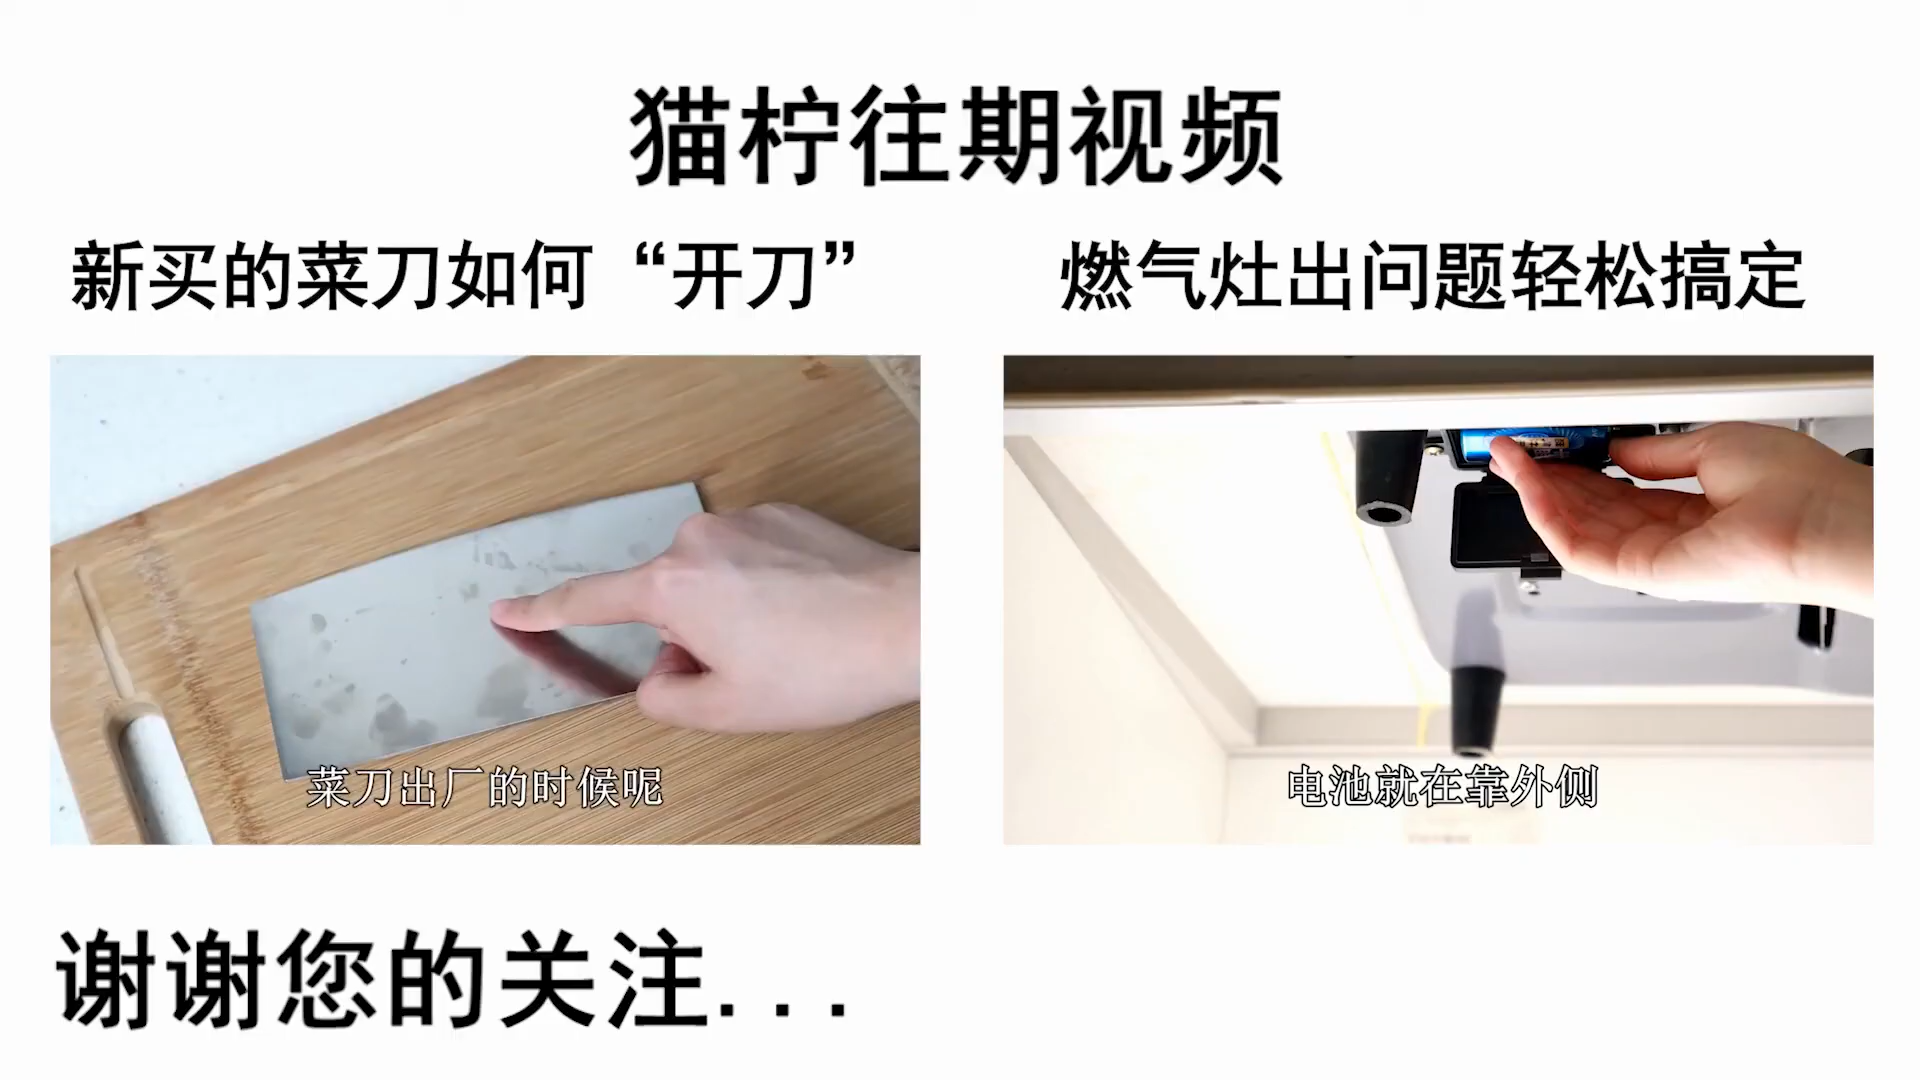 猫柠往期视频
新买的菜刀如何“开刀”
燃气灶出问题轻松搞定
菜刀出厂的时候呢
电池就在靠外侧
谢谢您的关注...